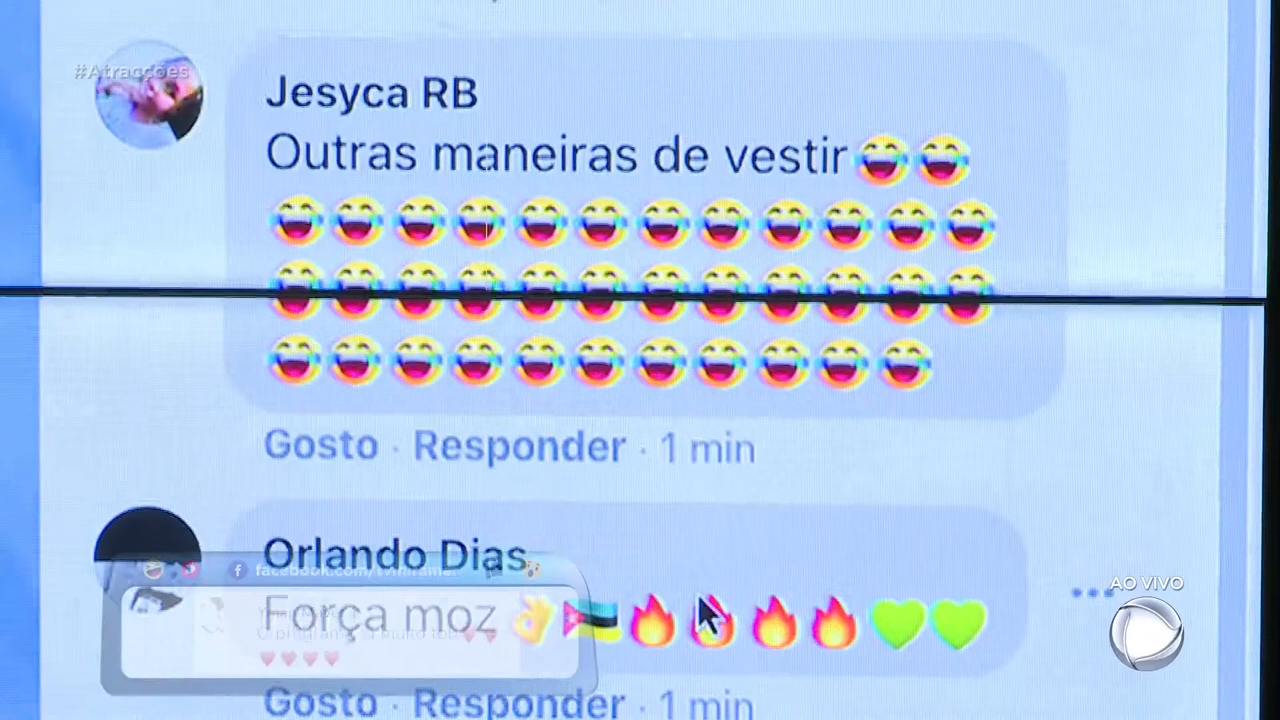 #Atracções
Jesyca RB
Outras maneiras de vestir 😂😂
😂😂😂😂😂😂😂😂😂😂😂😂
😂😂😂😂😂😂😂😂😂😂😂😂
😂😂😂😂😂😂😂😂😂😂😂
Gosto · Responder · 1 min
Orlando Dias
Força moz 👌🇲🇿🔥🔥🔥🔥💚💚
Gosto · Responder · 1 min
AO VIVO